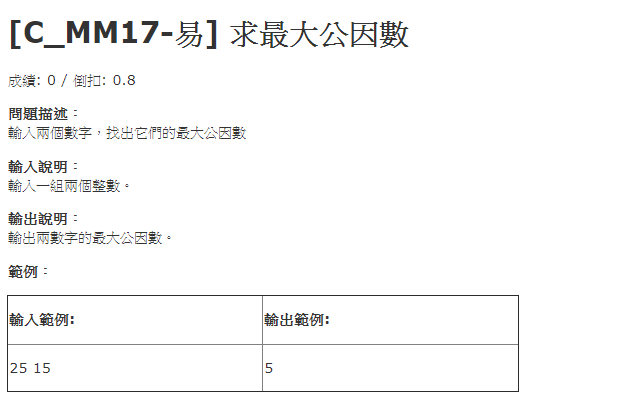 [C_MM17-易] 求最大公因數
成績: 0 / 倒扣: 0.8
問題描述：
輸入兩個數字，找出它們的最大公因數
輸入說明：
輸入一組兩個整數。
輸出說明：
輸出兩數字的最大公因數。
範例：
輸入範例: 輸出範例:
25 15 5